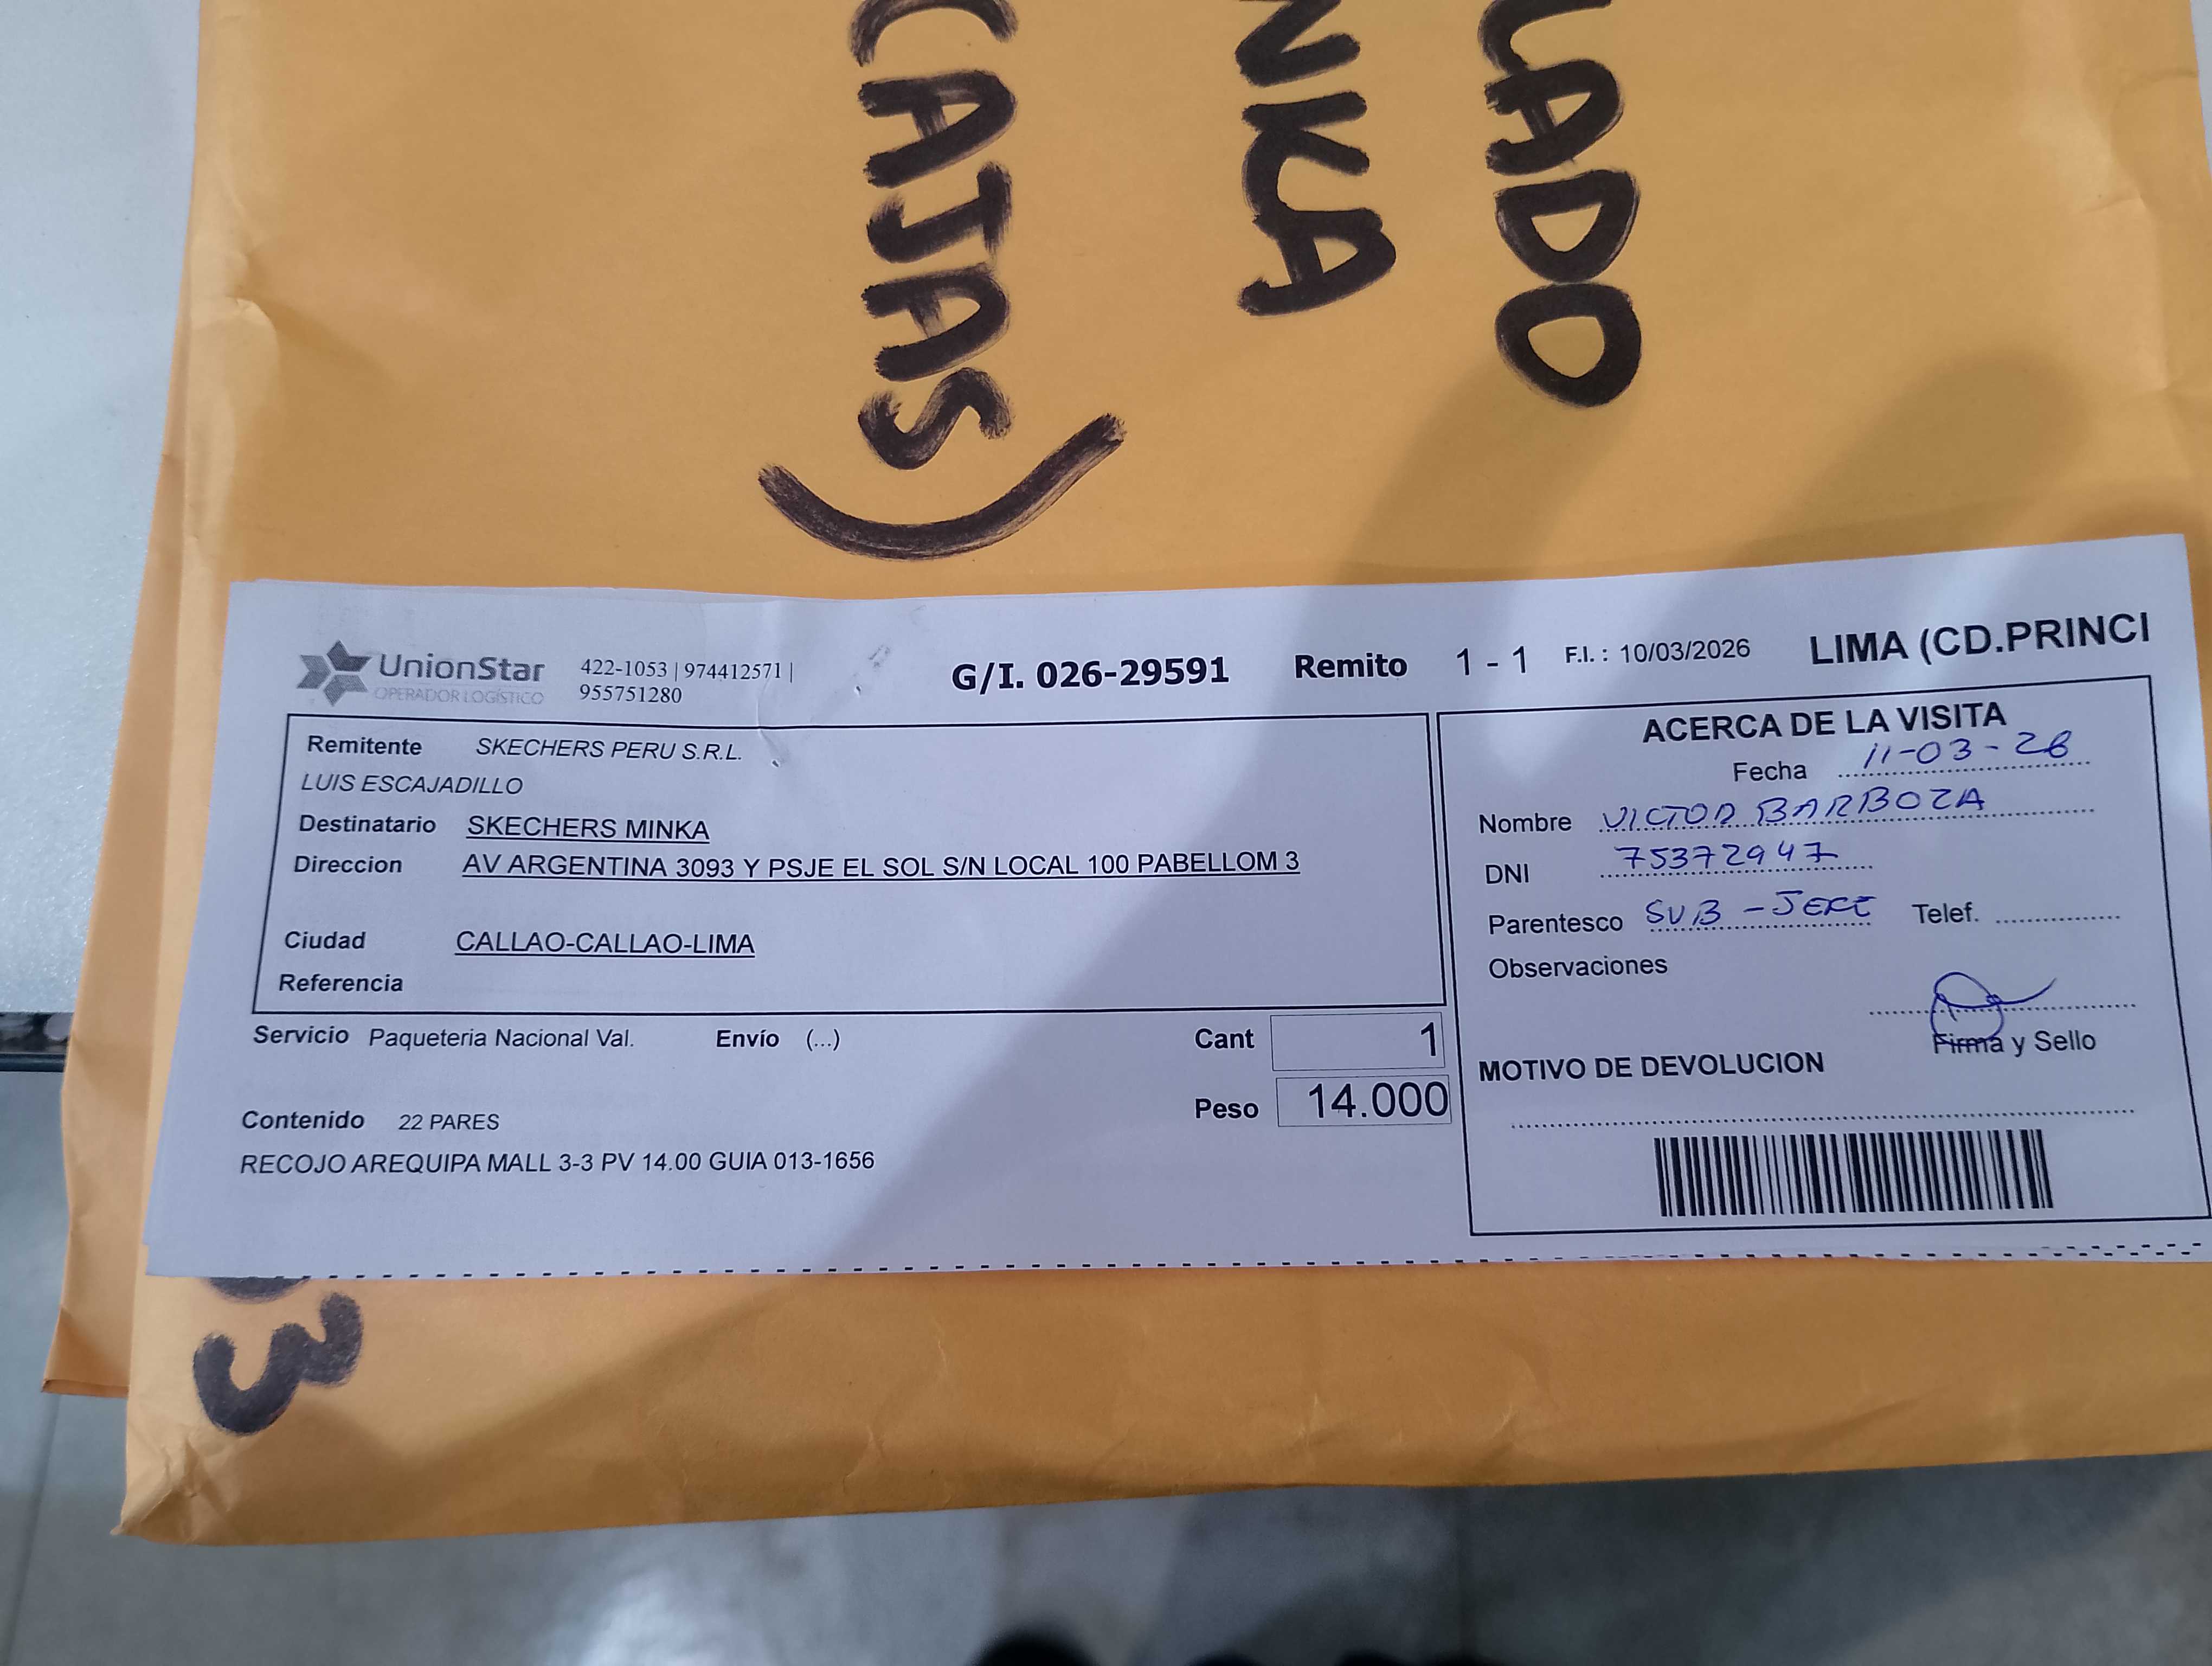 LADO
NKA
(CAJAS)
UnionStar
OPERADOR LOGÍSTICO
422-1053 | 974412571 |
955751280
G/I. 026-29591
Remito 1 - 1
F.I. : 10/03/2026
LIMA (CD.PRINCI
Remitente SKECHERS PERU S.R.L.
LUIS ESCAJADILLO
Destinatario SKECHERS MINKA
Direccion AV ARGENTINA 3093 Y PSJE EL SOL S/N LOCAL 100 PABELLOM 3
Ciudad CALLAO-CALLAO-LIMA
Referencia
Servicio Paqueteria Nacional Val. Envío (...)
Cant 1
Peso 14.000
Contenido 22 PARES
RECOJO AREQUIPA MALL 3-3 PV 14.00 GUIA 013-1656
ACERCA DE LA VISITA
Fecha 11-03-26
Nombre VICTOR BARBOZA
DNI 75372947
Parentesco SUB-JEFE Telef.
Observaciones
Firma y Sello
MOTIVO DE DEVOLUCION
3